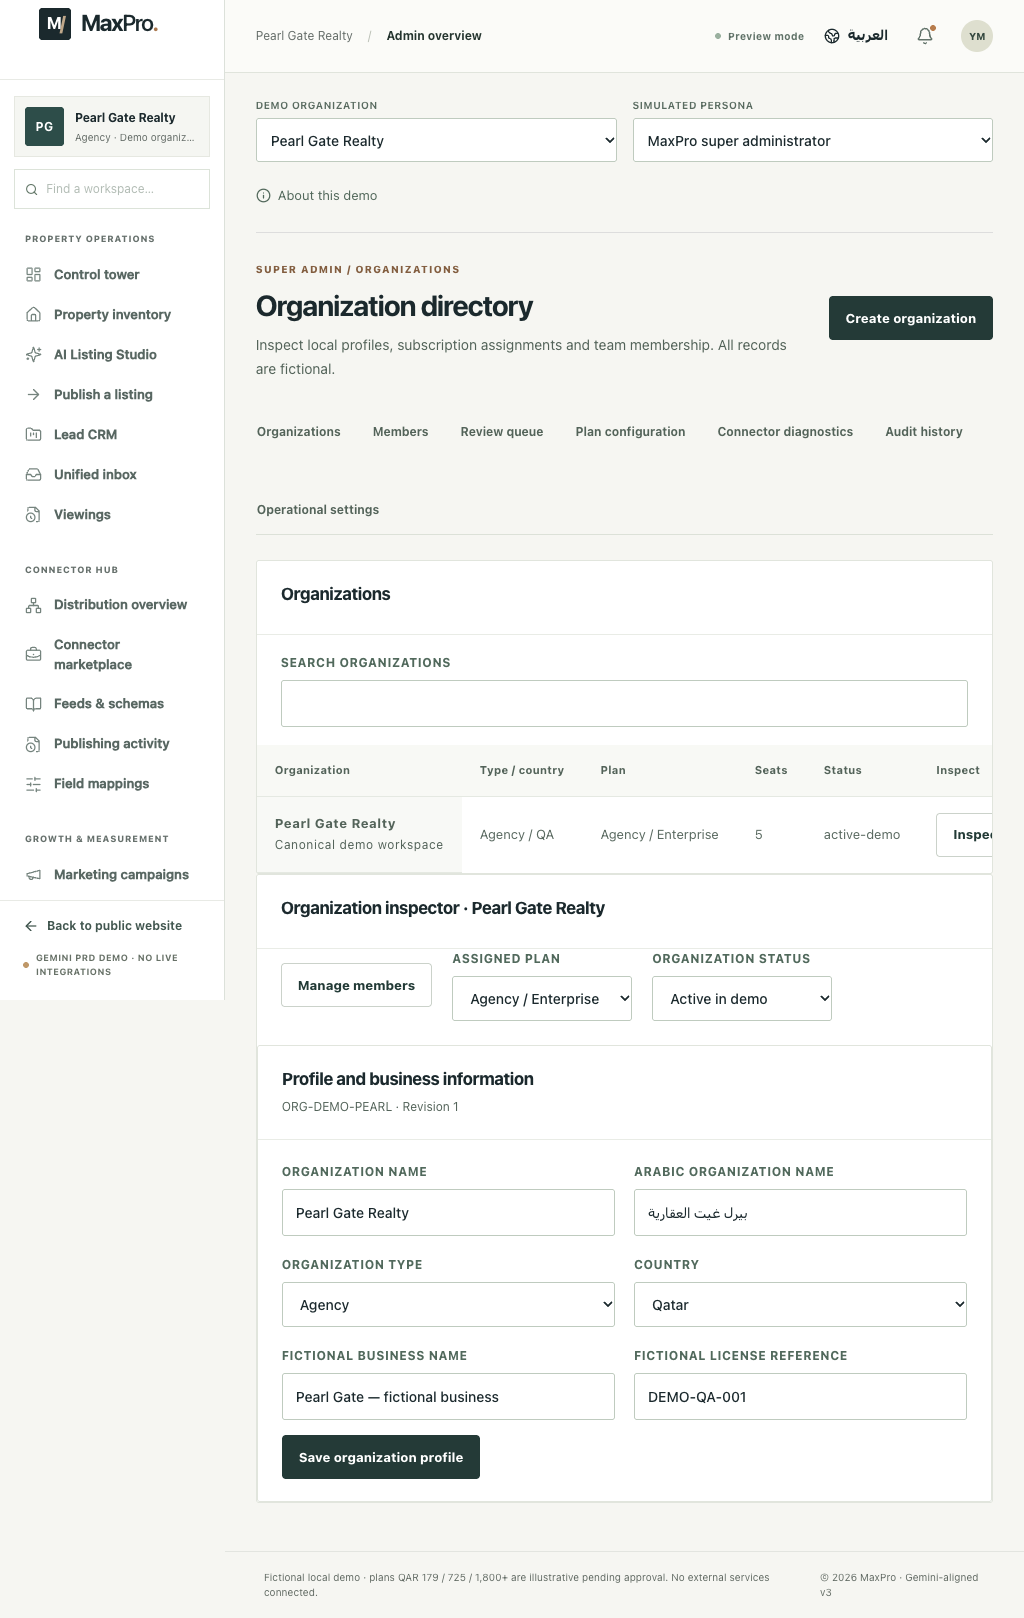 M/ MaxPro.
PG
Pearl Gate Realty
Agency · Demo organiz...
Find a workspace...
PROPERTY OPERATIONS
Control tower
Property inventory
AI Listing Studio
Publish a listing
Lead CRM
Unified inbox
Viewings
CONNECTOR HUB
Distribution overview
Connector
marketplace
Feeds & schemas
Publishing activity
Field mappings
GROWTH & MEASUREMENT
Marketing campaigns
Back to public website
GEMINI PRD DEMO · NO LIVE
INTEGRATIONS
Pearl Gate Realty / Admin overview
Preview mode
العربية
YM
DEMO ORGANIZATION
Pearl Gate Realty
SIMULATED PERSONA
MaxPro super administrator
About this demo
SUPER ADMIN / ORGANIZATIONS
Organization directory
Inspect local profiles, subscription assignments and team membership. All records
are fictional.
Create organization
Organizations Members Review queue Plan configuration Connector diagnostics Audit history
Operational settings
Organizations
SEARCH ORGANIZATIONS
Organization Type / country Plan Seats Status Inspect
Pearl Gate Realty
Canonical demo workspace
Agency / QA Agency / Enterprise 5 active-demo Inspec
Organization inspector · Pearl Gate Realty
Manage members
ASSIGNED PLAN
Agency / Enterprise
ORGANIZATION STATUS
Active in demo
Profile and business information
ORG-DEMO-PEARL · Revision 1
ORGANIZATION NAME
Pearl Gate Realty
ARABIC ORGANIZATION NAME
بيرل غيت العقارية
ORGANIZATION TYPE
Agency
COUNTRY
Qatar
FICTIONAL BUSINESS NAME
Pearl Gate — fictional business
FICTIONAL LICENSE REFERENCE
DEMO-QA-001
Save organization profile
Fictional local demo · plans QAR 179 / 725 / 1,800+ are illustrative pending approval. No external services
connected.
© 2026 MaxPro · Gemini-aligned
v3